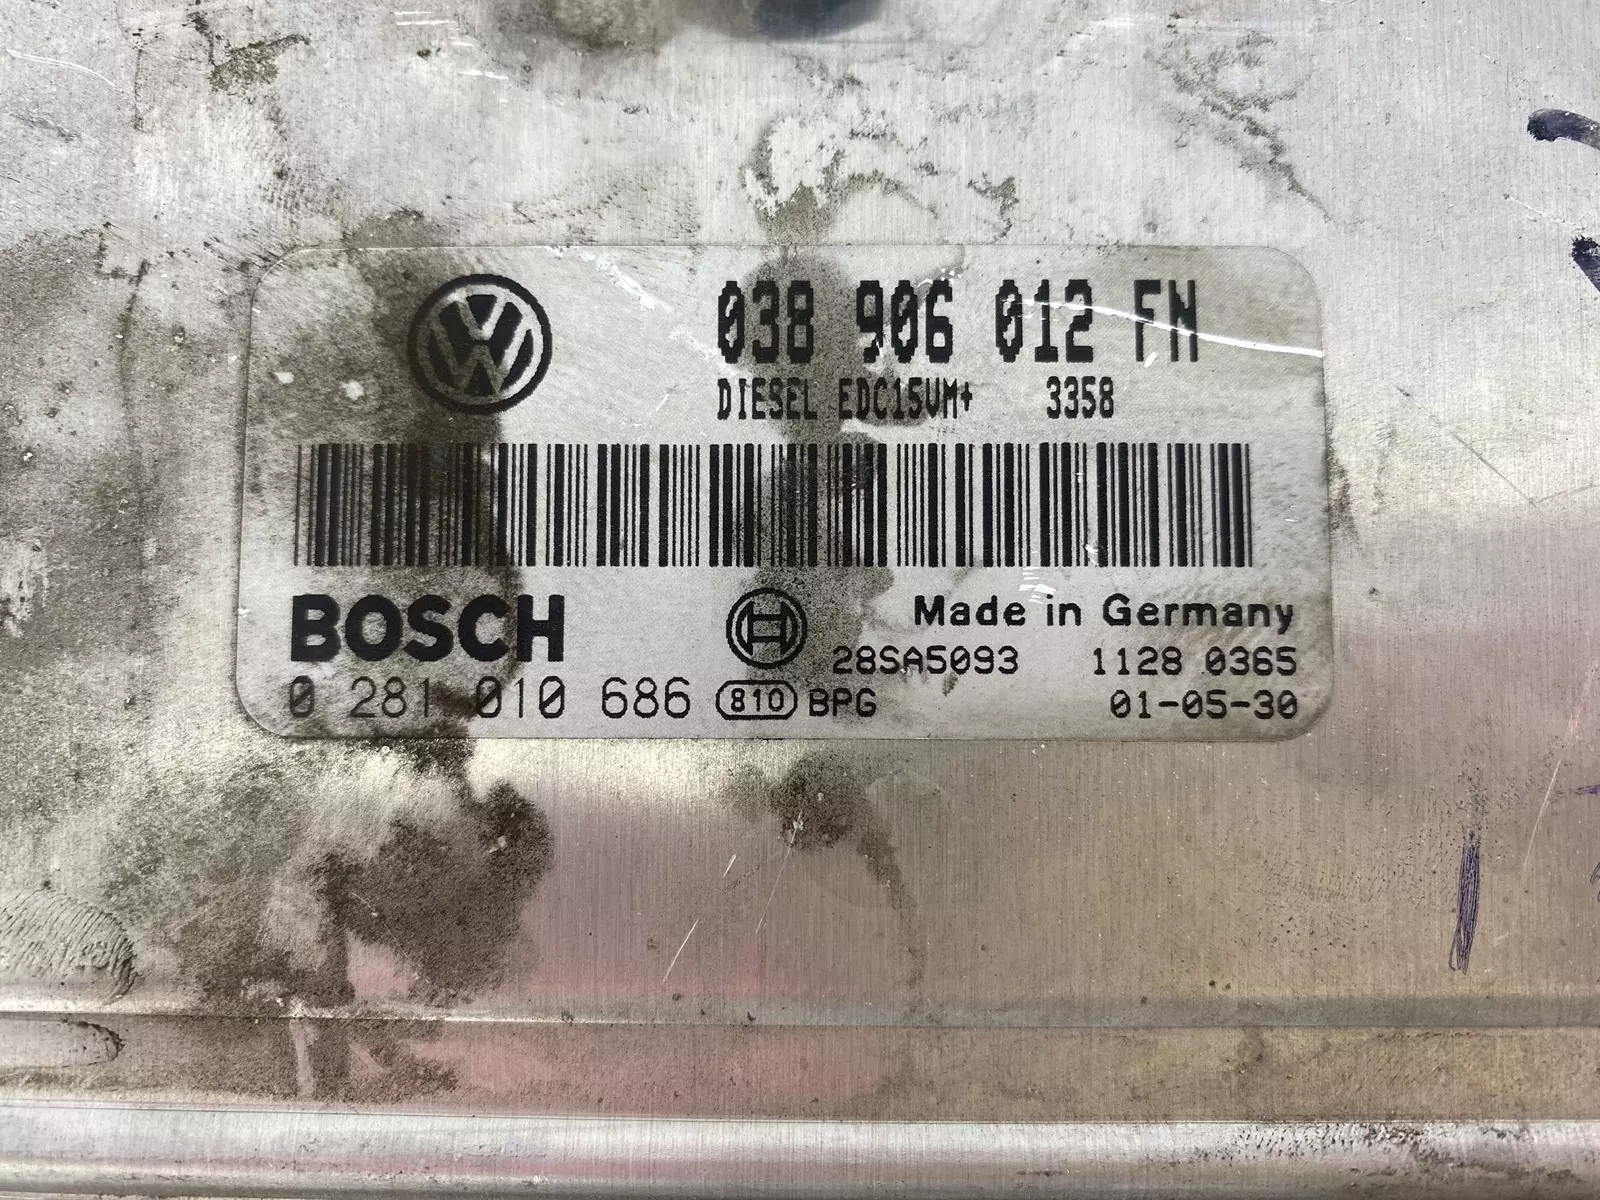 038 906 012 FN
DIESEL EDC15VM+ 3358
BOSCH
Made in Germany
28SA5093 1128 0365
0 281 010 686 810 BPG 01-05-30